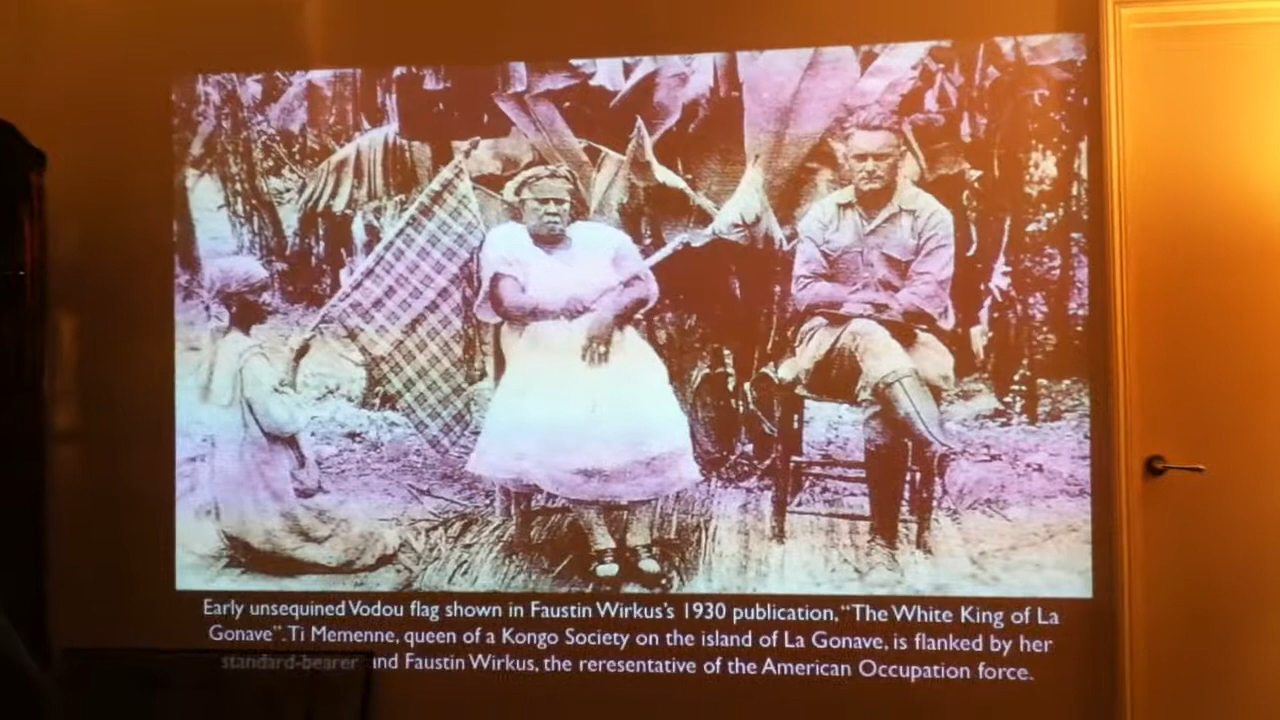 Early unsequined Vodou flag shown in Faustin Wirkus's 1930 publication, "The White King of La
Gonave". Ti Memenne, queen of a Kongo Society on the island of La Gonave, is flanked by her
standard-bearer and Faustin Wirkus, the reresentative of the American Occupation force.